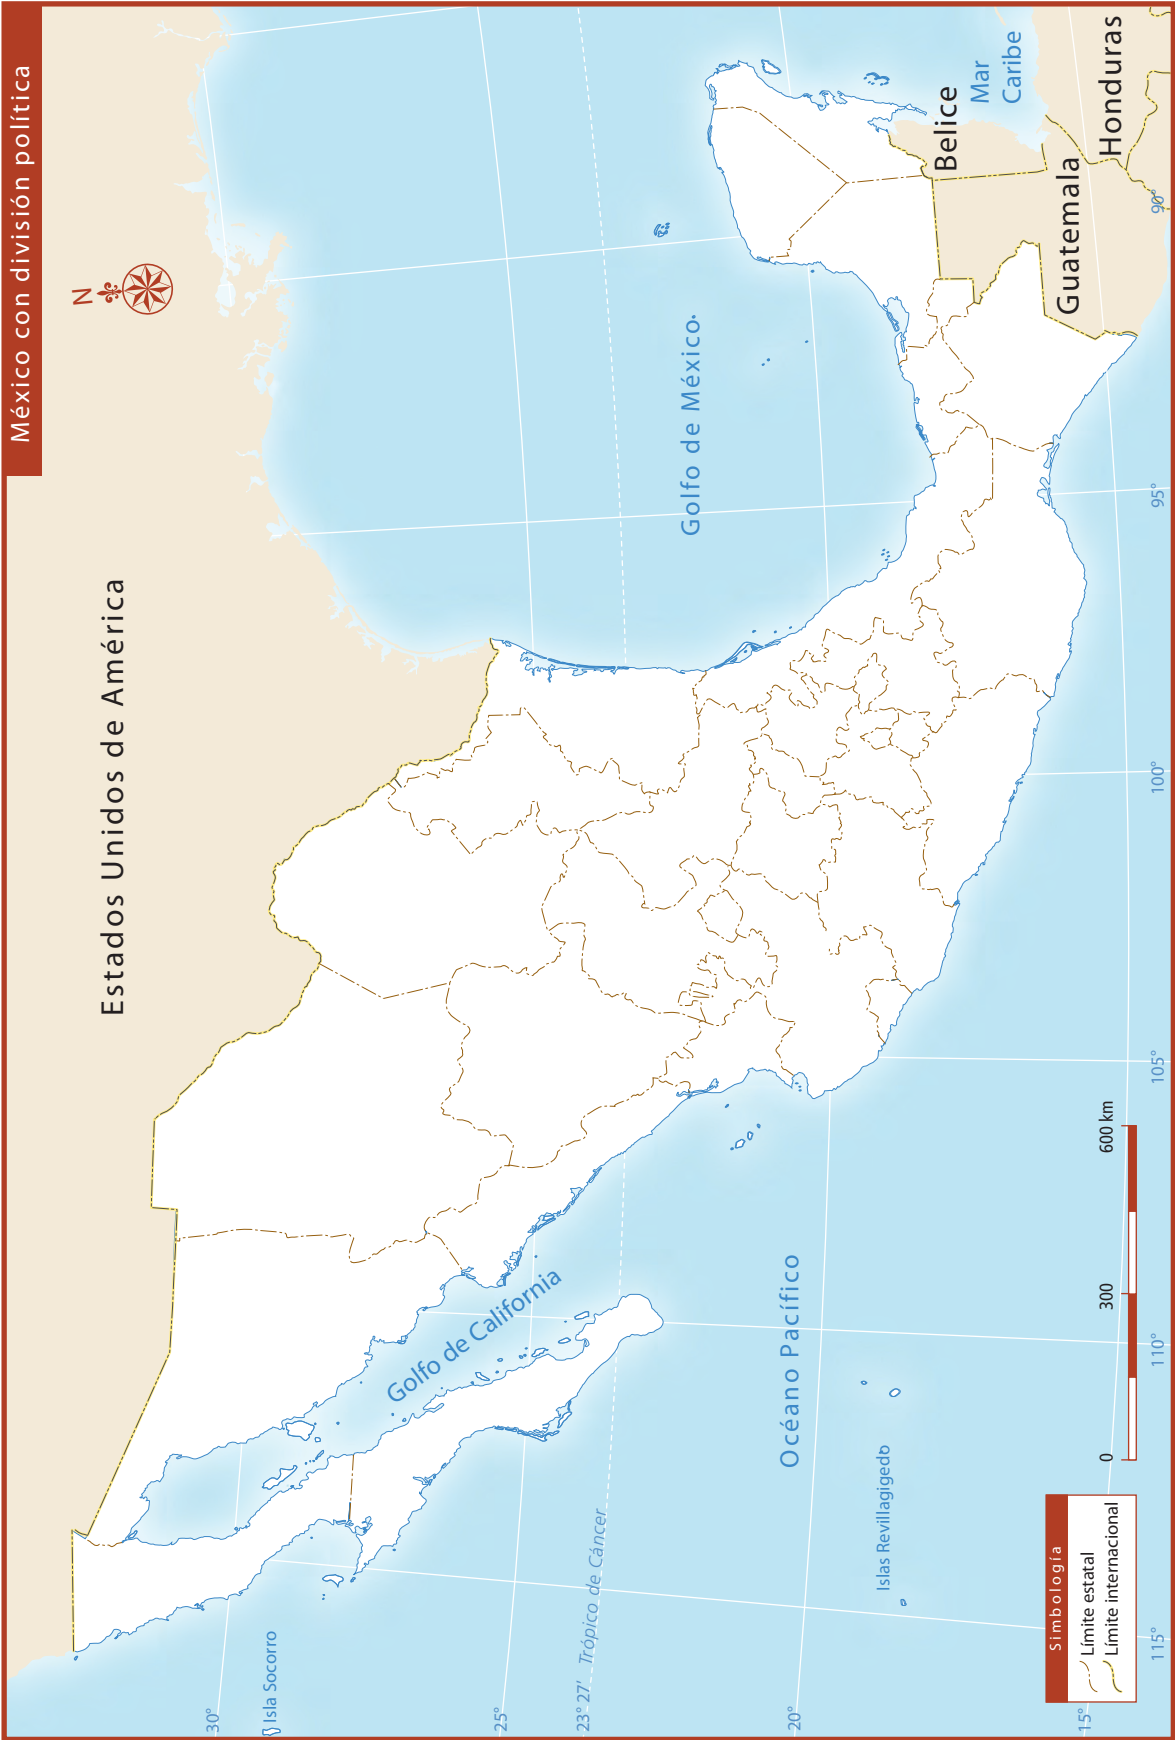 México con división política
N
Estados Unidos de América
Golfo de México
Golfo de California
Océano Pacífico
Mar
Caribe
Belice
Guatemala
Honduras
Isla Socorro
Islas Revillagigedo
Trópico de Cáncer
30°
25°
23° 27'
20°
15°
115°
110°
105°
100°
95°
90°
0
300
600 km
Simbología
Límite estatal
Límite internacional